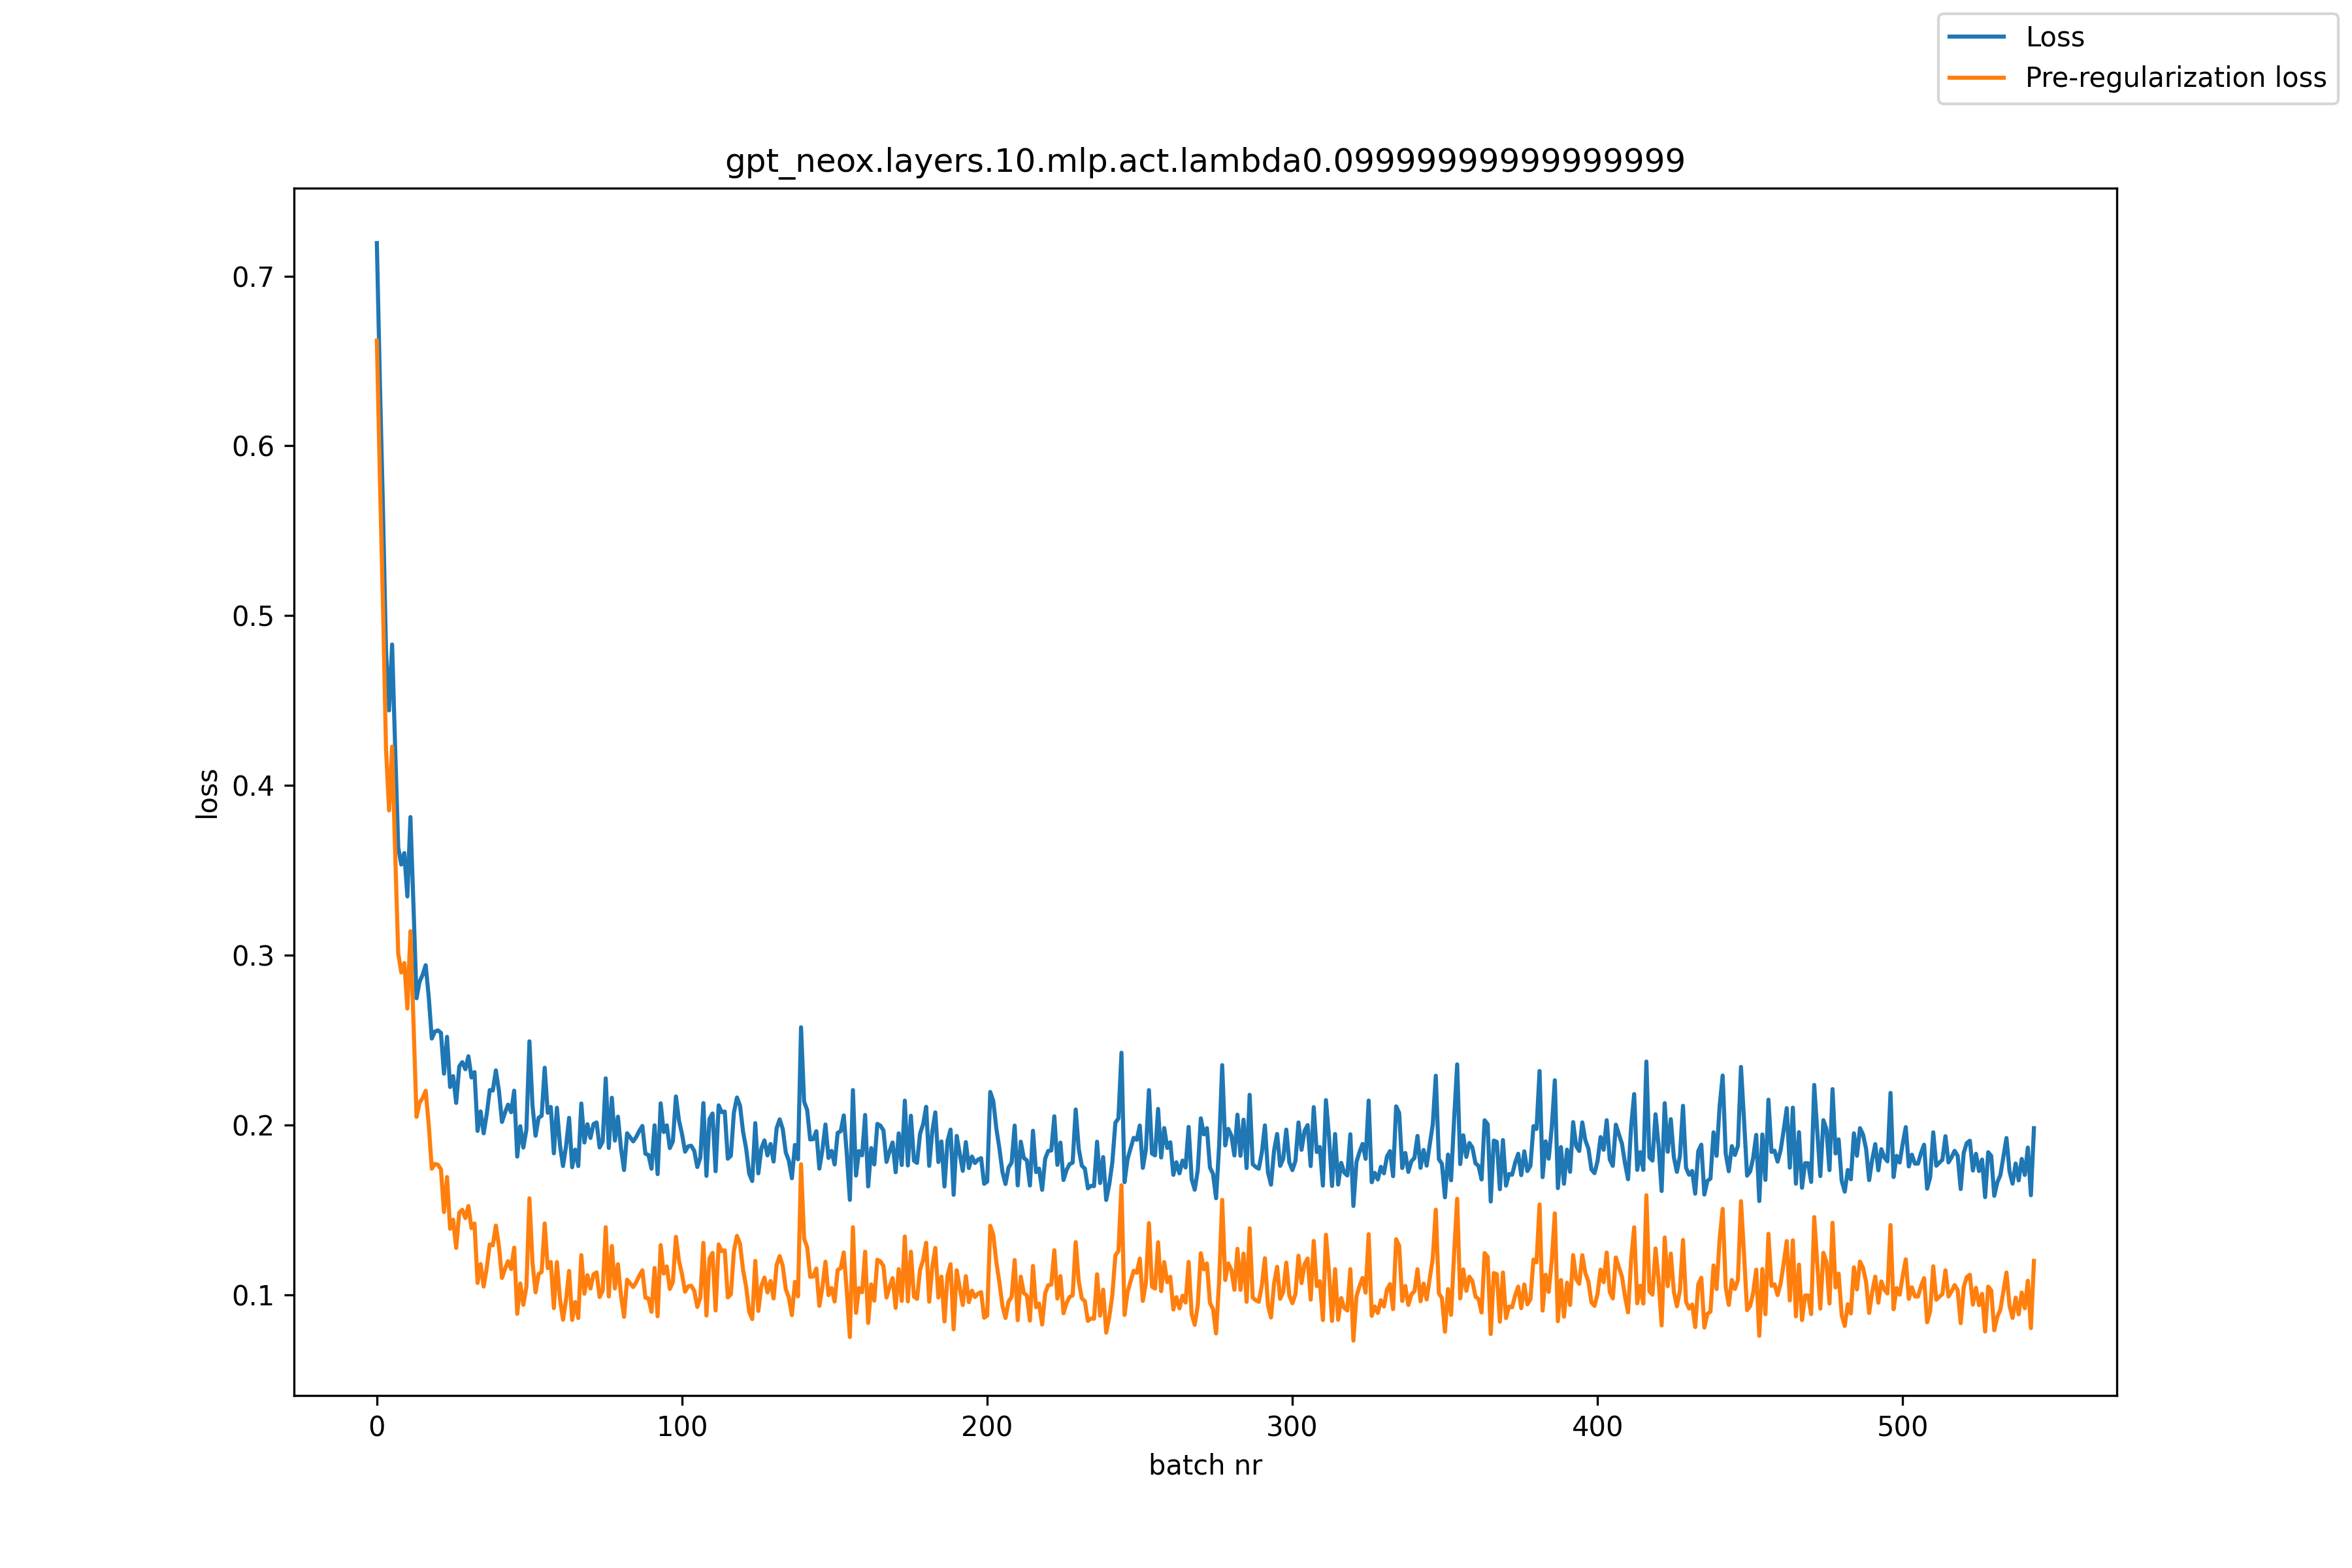 Loss
Pre-regularization loss
gpt_neox.layers.10.mlp.act.lambda0.09999999999999999
0.7
0.6
0.5
0.4
0.3
0.2
0.1
loss
0
100
200
300
400
500
batch nr